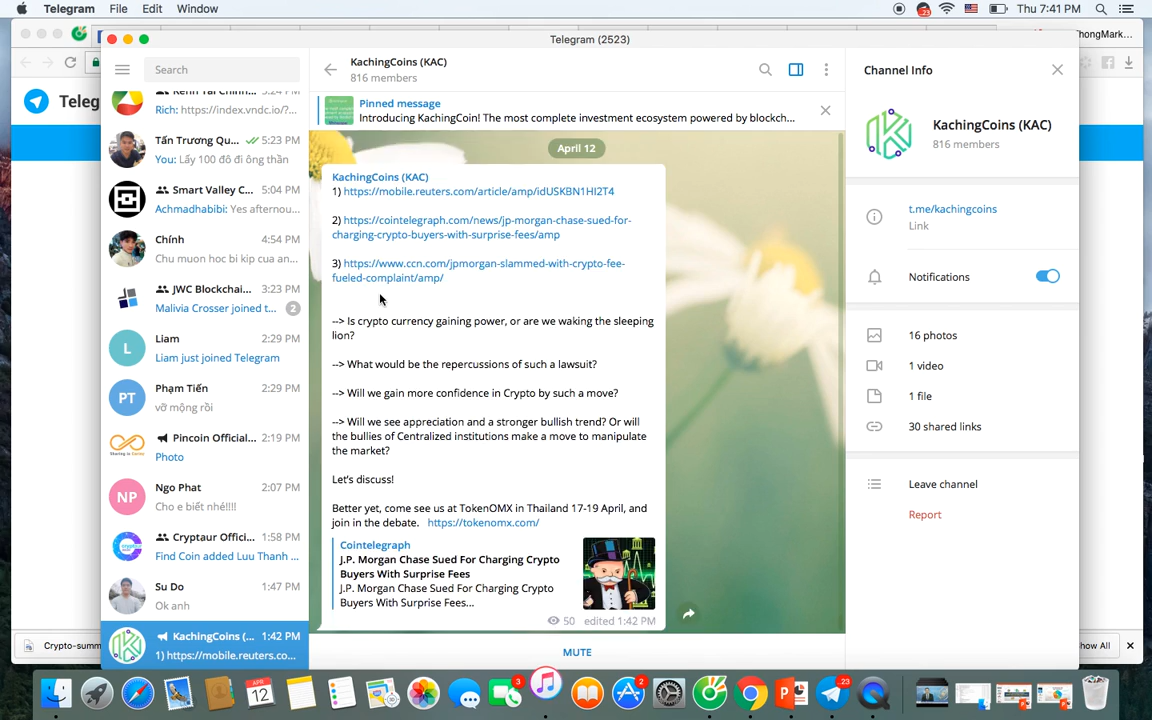 Telegram File Edit Window
Thu 7:41 PM
Telegram (2523)
Teleg
Search
Rich: https://index.vndc.io/?...
Tấn Trương Qu... 5:23 PM
You: Lấy 100 đô đi ông thần
Smart Valley C... 5:04 PM
Achmadhabibi: Yes afternou...
Chính 4:54 PM
Chu muon hoc bi kip cua an...
JWC Blockchai... 3:23 PM
Malivia Crosser joined t... 2
L
Liam 2:29 PM
Liam just joined Telegram
PT
Phạm Tiến 2:29 PM
vỡ mộng rồi
Pincoin Official... 2:19 PM
Photo
NP
Ngo Phat 2:07 PM
Cho e biết nhé!!!!
Cryptaur Offici... 1:58 PM
Find Coin added Luu Thanh ...
Su Do 1:47 PM
Ok anh
KachingCoins (... 1:42 PM
1) https://mobile.reuters.co...
KachingCoins (KAC)
816 members
Pinned message
Introducing KachingCoin! The most complete investment ecosystem powered by blockch...
April 12
KachingCoins (KAC)
1) https://mobile.reuters.com/article/amp/idUSKBN1HI2T4
2) https://cointelegraph.com/news/jp-morgan-chase-sued-for-
charging-crypto-buyers-with-surprise-fees/amp
3) https://www.ccn.com/jpmorgan-slammed-with-crypto-fee-
fueled-complaint/amp/
--> Is crypto currency gaining power, or are we waking the sleeping
lion?
--> What would be the repercussions of such a lawsuit?
--> Will we gain more confidence in Crypto by such a move?
--> Will we see appreciation and a stronger bullish trend? Or will
the bullies of Centralized institutions make a move to manipulate
the market?
Let's discuss!
Better yet, come see us at TokenOMX in Thailand 17-19 April, and
join in the debate. https://tokenomx.com/
Cointelegraph
J.P. Morgan Chase Sued For Charging Crypto
Buyers With Surprise Fees
J.P. Morgan Chase Sued For Charging Crypto
Buyers With Surprise Fees...
50 edited 1:42 PM
MUTE
Channel Info
KachingCoins (KAC)
816 members
t.me/kachingcoins
Link
Notifications
16 photos
1 video
1 file
30 shared links
Leave channel
Report
Crypto-summ
APR
12
3
2
23